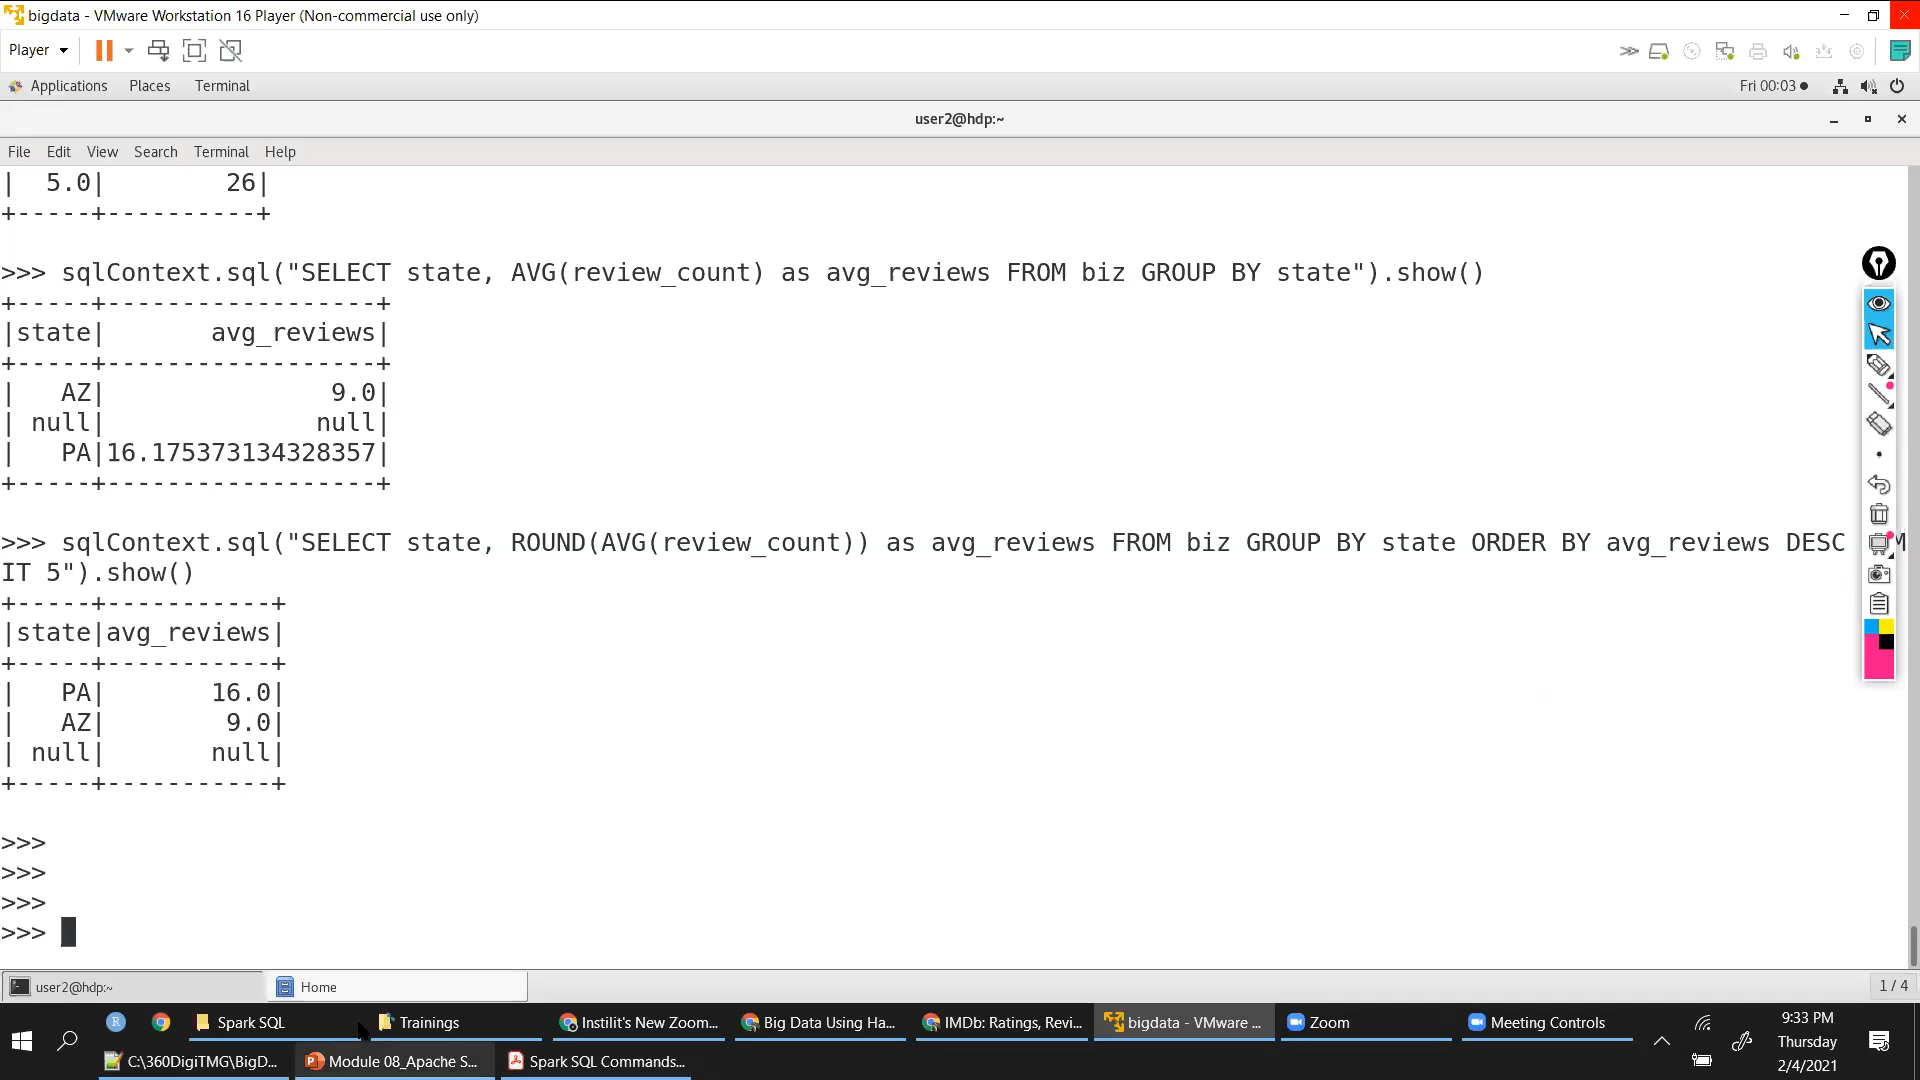 bigdata - VMware Workstation 16 Player (Non-commercial use only)
Player
Applications Places Terminal Fri 00:03
user2@hdp:~
File Edit View Search Terminal Help
| 5.0| 26|
+-----+----------+
>>> sqlContext.sql("SELECT state, AVG(review_count) as avg_reviews FROM biz GROUP BY state").show()
+-----+------------------+
|state| avg_reviews|
+-----+------------------+
| AZ| 9.0|
| null| null|
| PA|16.175373134328357|
+-----+------------------+
>>> sqlContext.sql("SELECT state, ROUND(AVG(review_count)) as avg_reviews FROM biz GROUP BY state ORDER BY avg_reviews DESC
IT 5").show()
+-----+-----------+
|state|avg_reviews|
+-----+-----------+
| PA| 16.0|
| AZ| 9.0|
| null| null|
+-----+-----------+
>>>
>>>
>>>
>>>
user2@hdp:~ Home 1 / 4
Spark SQL Trainings Instilit's New Zoom... Big Data Using Ha... IMDb: Ratings, Revi... bigdata - VMware ... Zoom Meeting Controls 9:33 PM
Thursday
C:\360DigiTMG\BigD... Module 08_Apache S... Spark SQL Commands... 2/4/2021